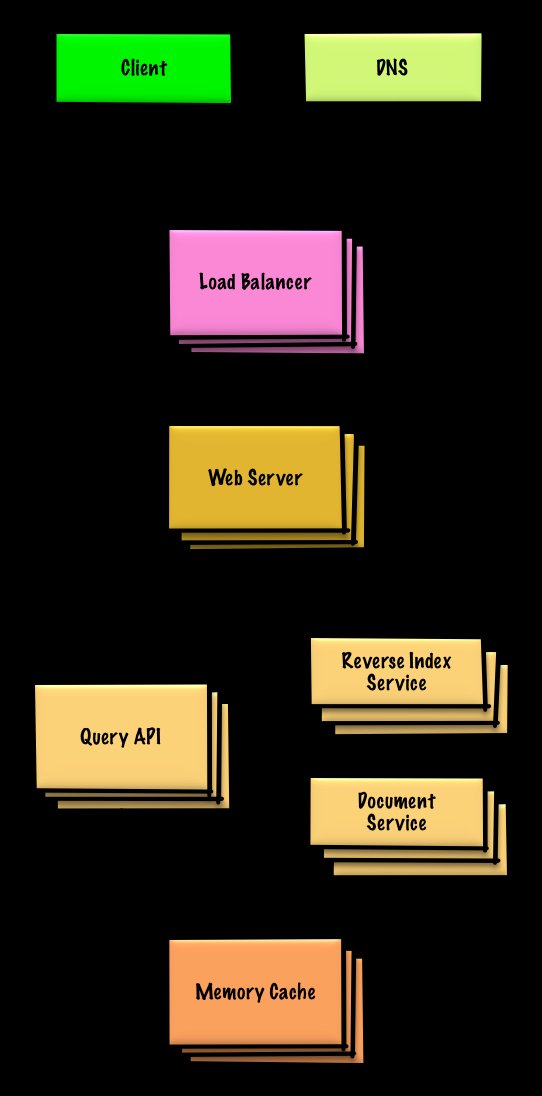 Client
DNS
Load Balancer
Web Server
Reverse Index
Service
Query API
Document
Service
Memory Cache